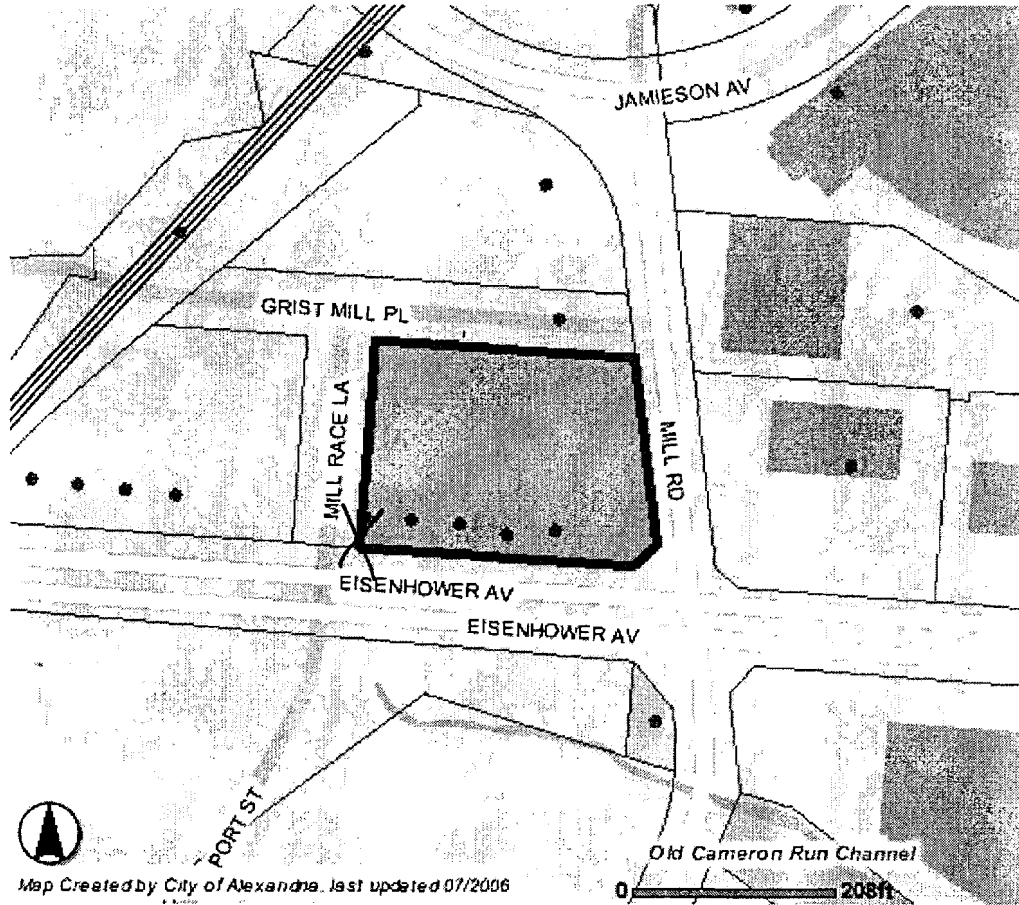 JAMIESON AV
GRIST MILL PL
MILL RACE LA
MILL RD
EISENHOWER AV
EISENHOWER AV
PORT ST
Old Cameron Run Channel
Map Created by City of Alexandria, last updated 07/2006
0 208ft